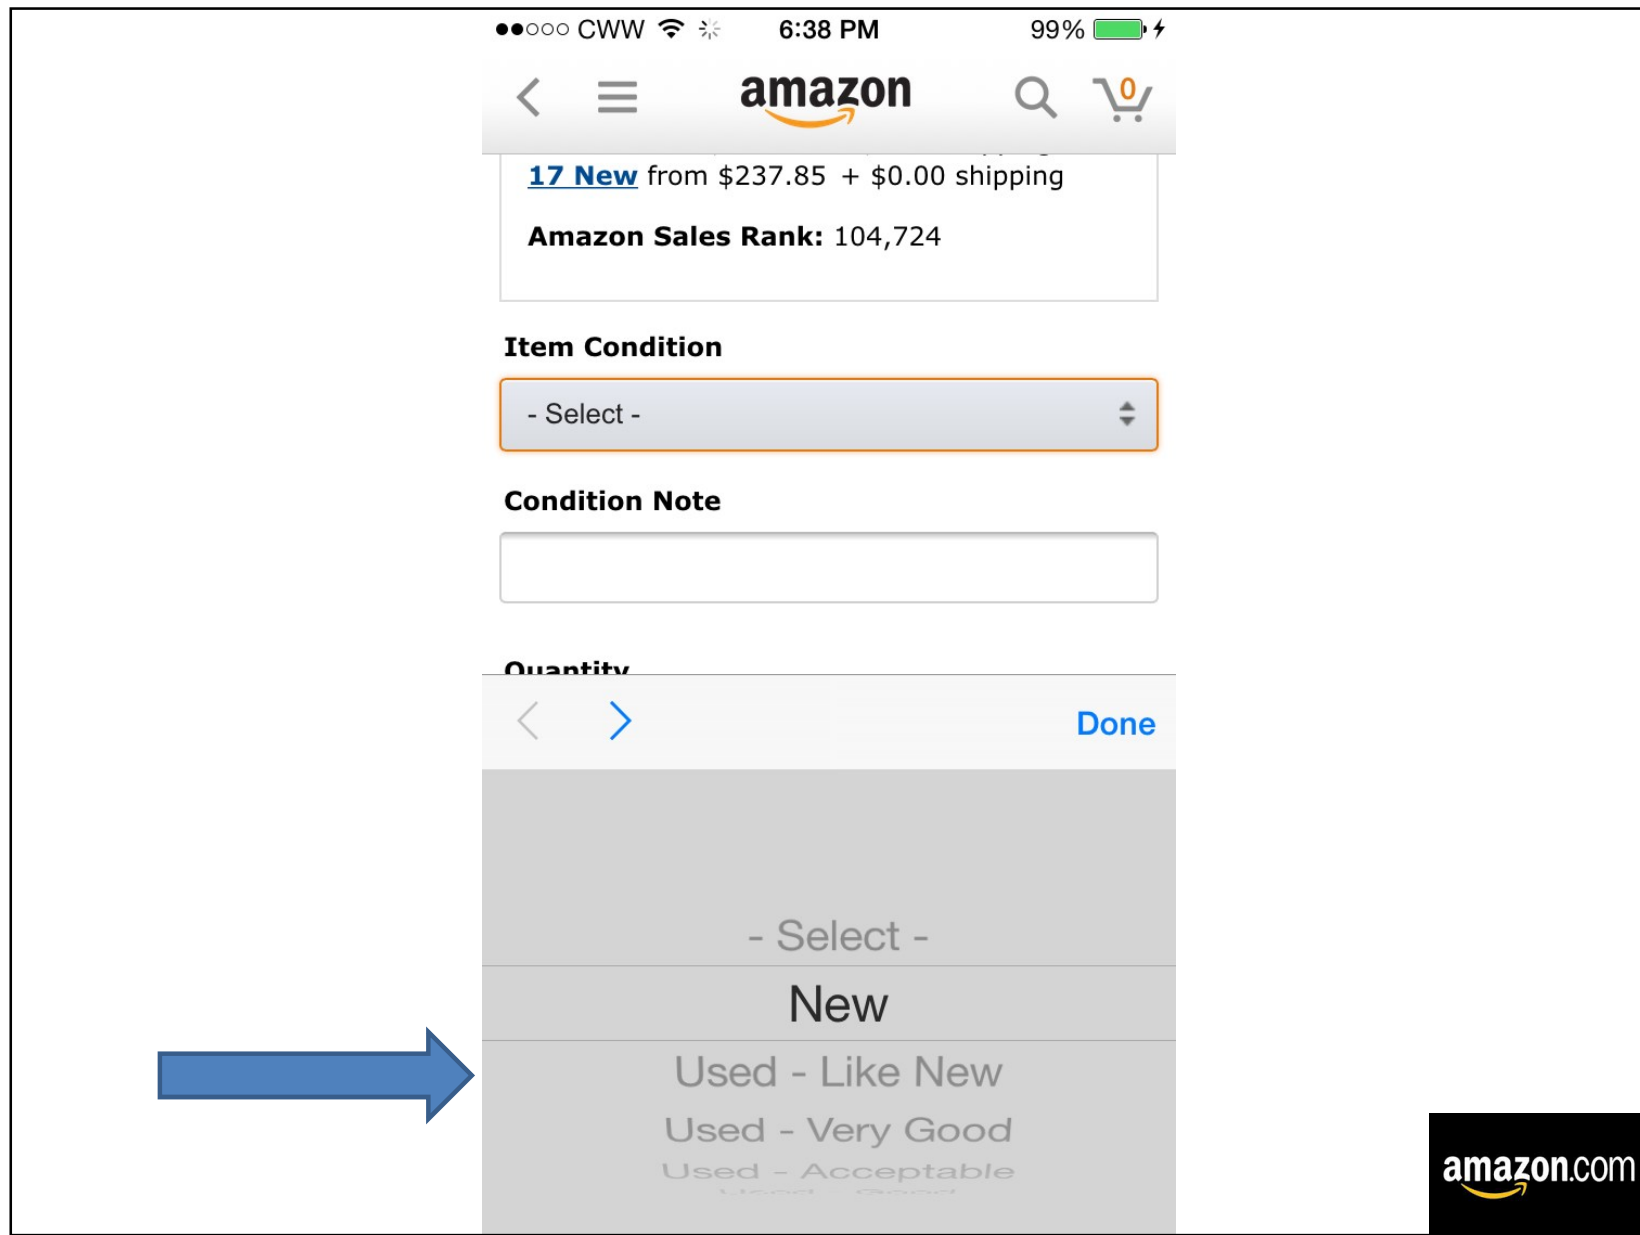 CWW 6:38 PM 99%
amazon 0
17 New from $237.85 + $0.00 shipping
Amazon Sales Rank: 104,724
Item Condition
- Select -
Condition Note
Quantity
Done
- Select -
New
Used - Like New
Used - Very Good
Used - Acceptable
Used - Good
amazon.com